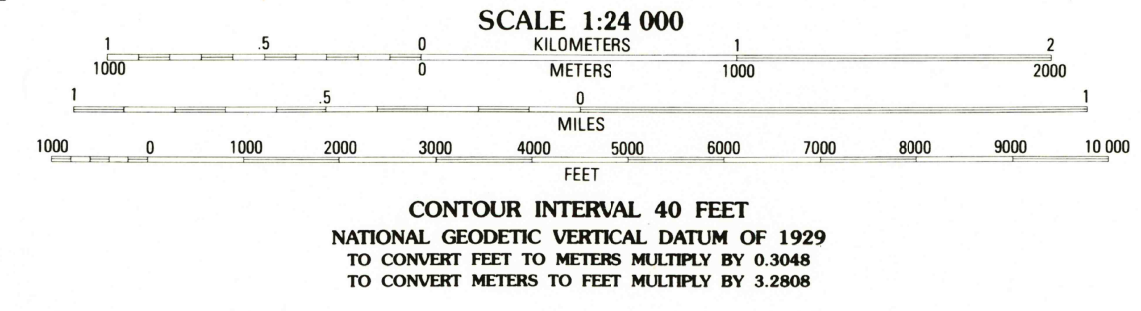 SCALE 1:24 000
1 .5 0 KILOMETERS 1 2
1000 0 METERS 1000 2000
1 .5 0 1
MILES
1000 0 1000 2000 3000 4000 5000 6000 7000 8000 9000 10 000
FEET
CONTOUR INTERVAL 40 FEET
NATIONAL GEODETIC VERTICAL DATUM OF 1929
TO CONVERT FEET TO METERS MULTIPLY BY 0.3048
TO CONVERT METERS TO FEET MULTIPLY BY 3.2808